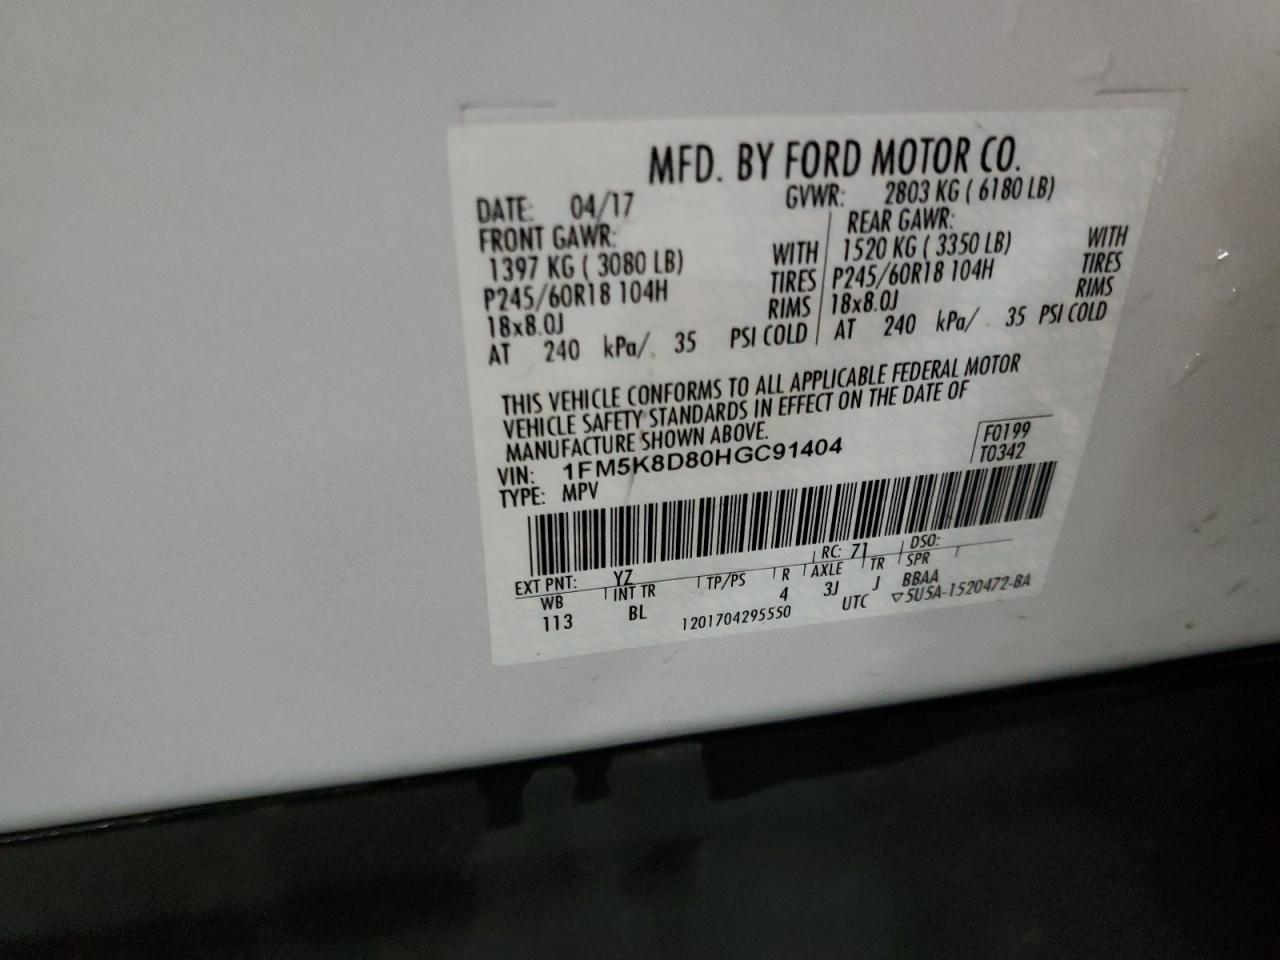 MFD. BY FORD MOTOR CO.
DATE: 04/17 GVWR: 2803 KG ( 6180 LB)
FRONT GAWR: REAR GAWR:
1397 KG ( 3080 LB) WITH 1520 KG ( 3350 LB) WITH
P245/60R18 104H TIRES P245/60R18 104H TIRES
18x8.0J RIMS 18x8.0J RIMS
AT 240 kPa/ 35 PSI COLD AT 240 kPa/ 35 PSI COLD
THIS VEHICLE CONFORMS TO ALL APPLICABLE FEDERAL MOTOR
VEHICLE SAFETY STANDARDS IN EFFECT ON THE DATE OF
MANUFACTURE SHOWN ABOVE.
F0199
VIN: 1FM5K8D80HGC91404 T0342
TYPE: MPV
EXT PNT: YZ RC: 71 DSO:
WB INT TR TP/PS R AXLE TR SPR
113 BL 4 3J J BBAA
1201704295550 UTC ▽5U5A-1520472-BA